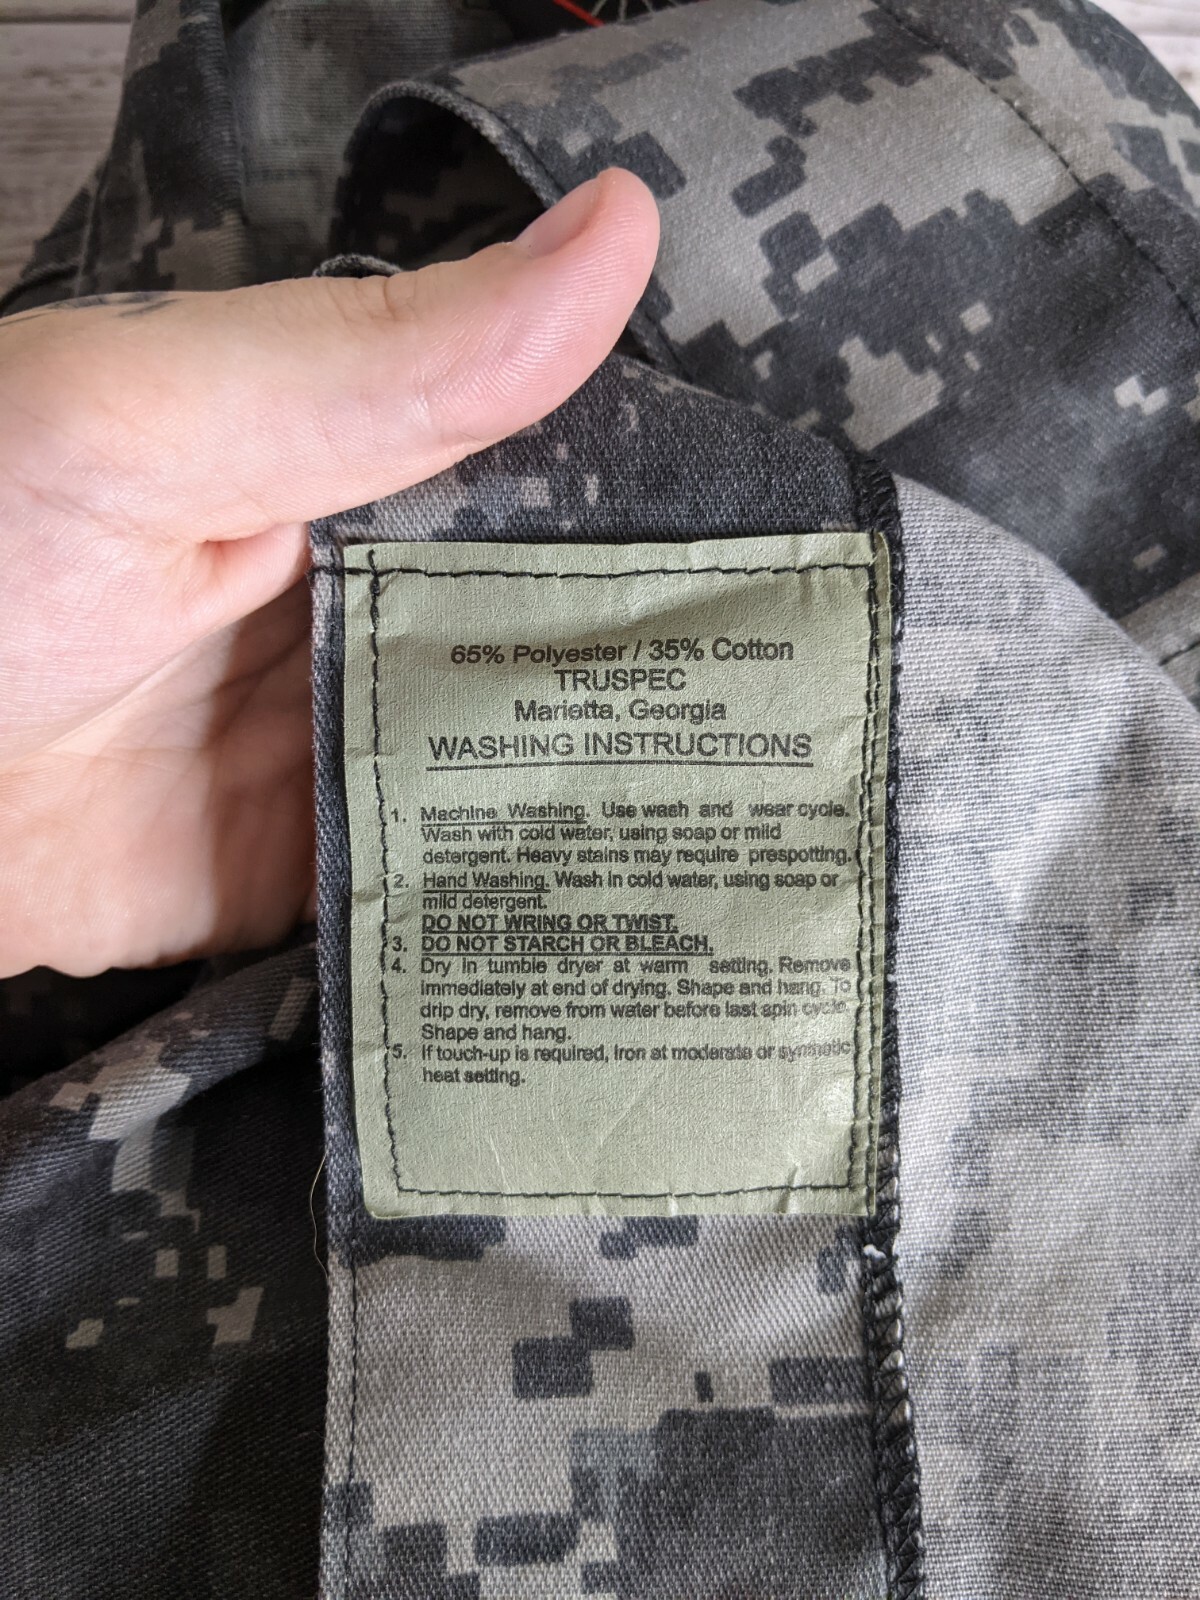 65% Polyester / 35% Cotton
TRUSPEC
Marietta, Georgia
WASHING INSTRUCTIONS
1. Machine Washing. Use wash and wear cycle.
Wash with cold water, using soap or mild
detergent. Heavy stains may require prespotting.
2. Hand Washing. Wash in cold water, using soap or
mild detergent.
DO NOT WRING OR TWIST.
3. DO NOT STARCH OR BLEACH.
4. Dry in tumble dryer at warm setting. Remove
immediately at end of drying. Shape and hang. To
drip dry, remove from water before last spin cycle.
Shape and hang.
5. If touch-up is required, iron at moderate or synthetic
heat setting.